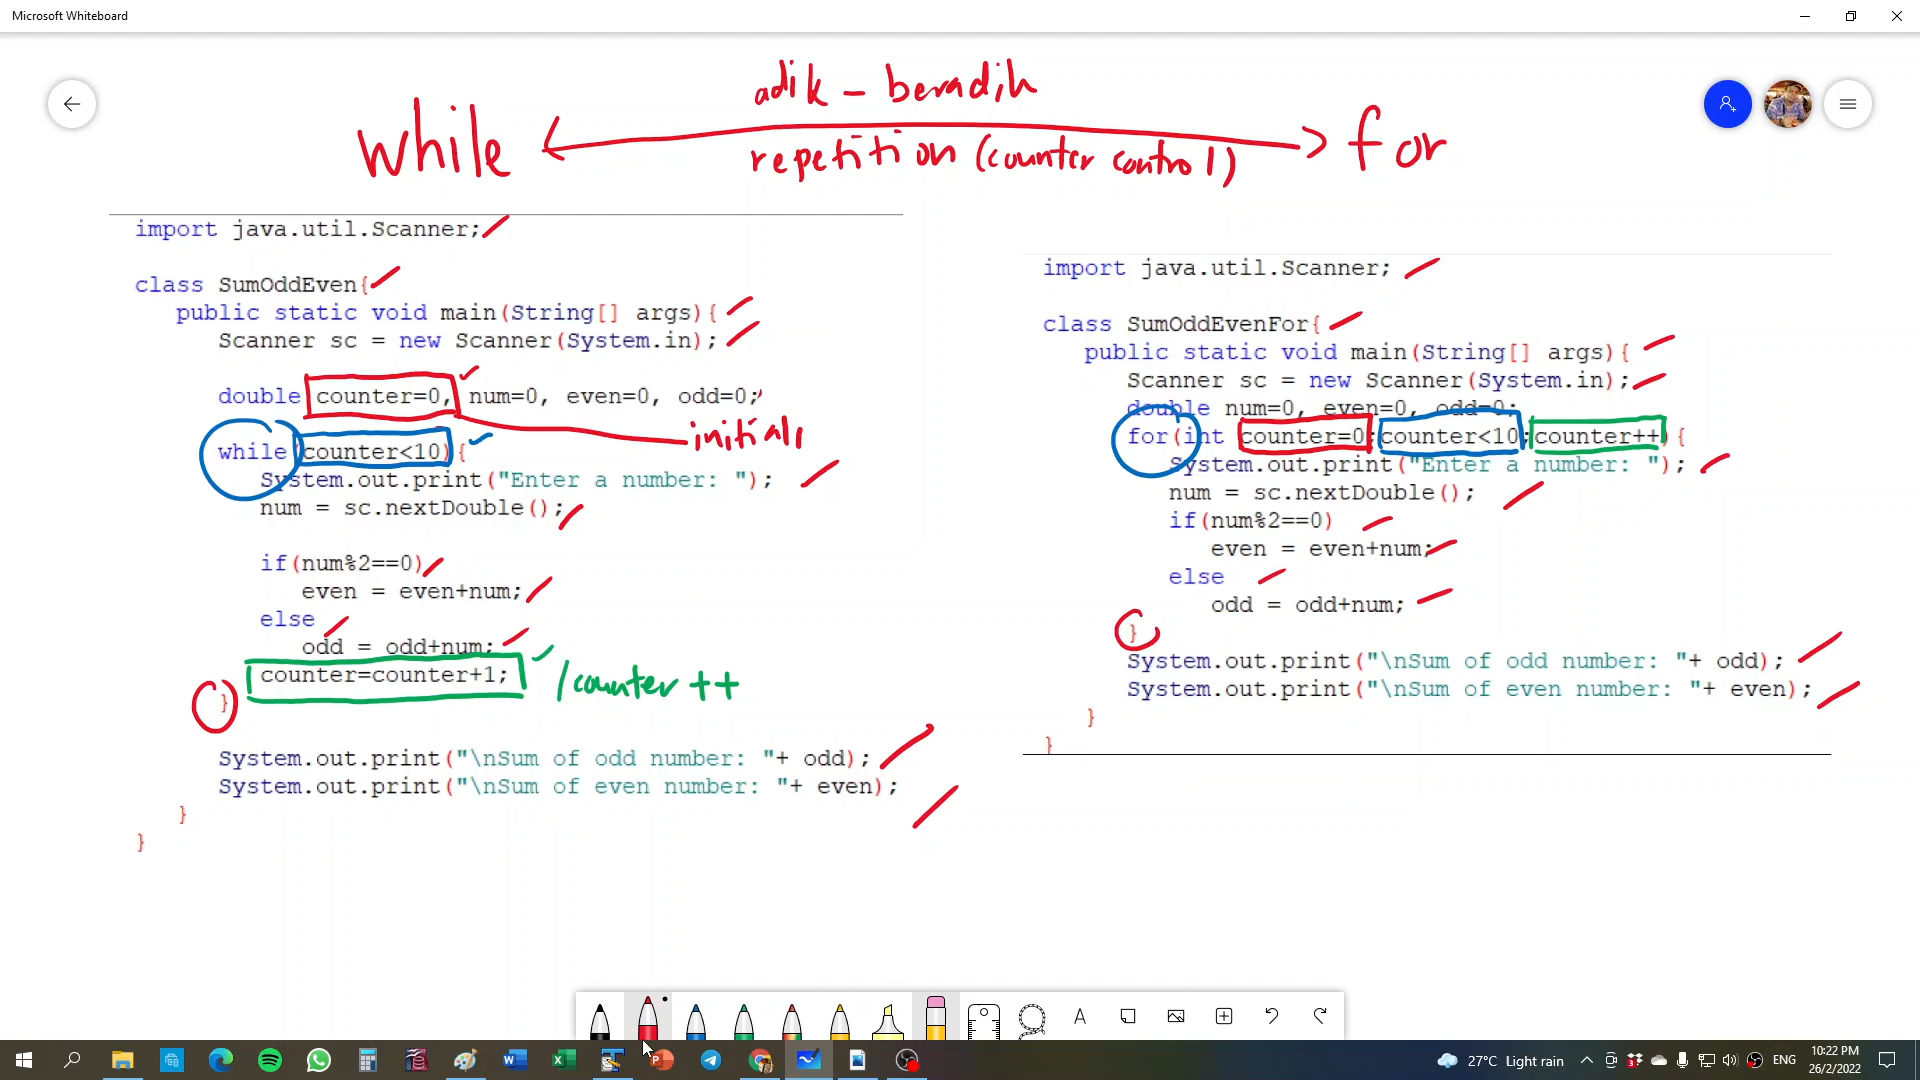 Microsoft Whiteboard
adik - beradik
while
repetition (counter control)
for
import java.util.Scanner;
class SumOddEven{
public static void main(String[] args){
Scanner sc = new Scanner(System.in);
double counter=0, num=0, even=0, odd=0;
initial
while(counter<10){
System.out.print("Enter a number: ");
num = sc.nextDouble();
if(num%2==0)
even = even+num;
else
odd = odd+num;
counter=counter+1;
/counter ++
}
System.out.print("\nSum of odd number: "+ odd);
System.out.print("\nSum of even number: "+ even);
}
}
import java.util.Scanner;
class SumOddEvenFor{
public static void main(String[] args){
Scanner sc = new Scanner(System.in);
double num=0, even=0, odd=0;
for(int counter=0;counter<10;counter++){
System.out.print("Enter a number: ");
num = sc.nextDouble();
if(num%2==0)
even = even+num;
else
odd = odd+num;
}
System.out.print("\nSum of odd number: "+ odd);
System.out.print("\nSum of even number: "+ even);
}
}
27°C Light rain
ENG
10:22 PM
26/2/2022